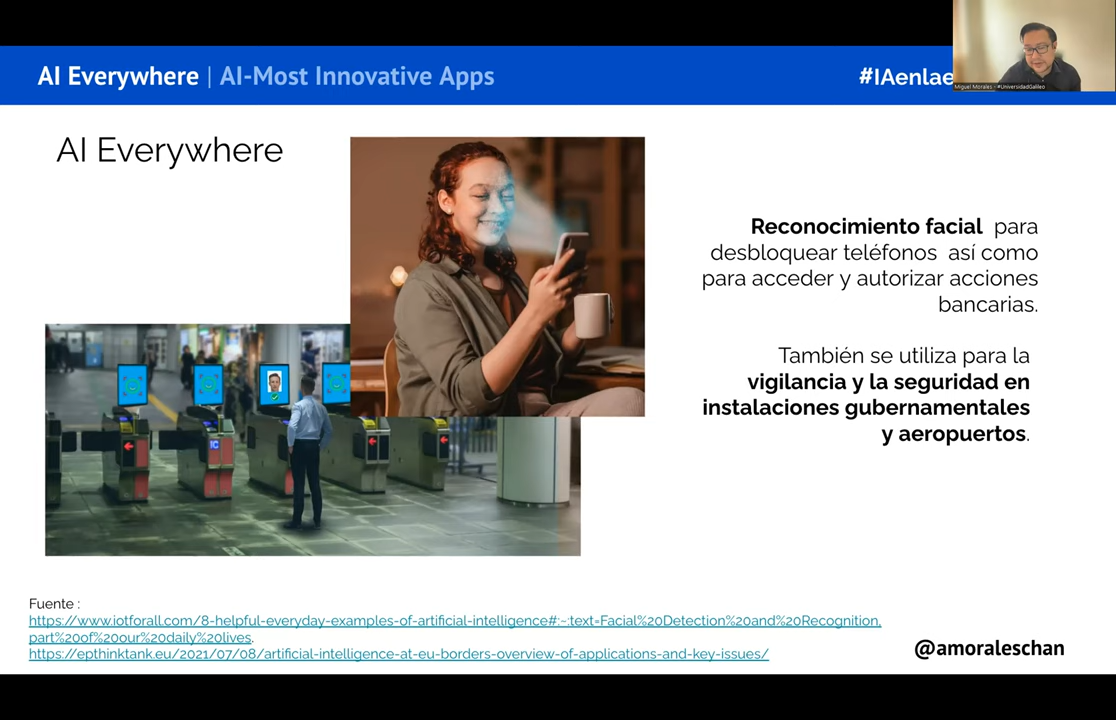 AI Everywhere | AI-Most Innovative Apps
#IAenlae
Miguel Morales - #UniversidadGalileo
AI Everywhere
Reconocimiento facial para
desbloquear teléfonos así como
para acceder y autorizar acciones
bancarias.
También se utiliza para la
vigilancia y la seguridad en
instalaciones gubernamentales
y aeropuertos.
Fuente :
https://www.iotforall.com/8-helpful-everyday-examples-of-artificial-intelligence#:~:text=Facial%20Detection%20and%20Recognition,
part%20of%20our%20daily%20lives.
https://epthinktank.eu/2021/07/08/artificial-intelligence-at-eu-borders-overview-of-applications-and-key-issues/
@amoraleschan